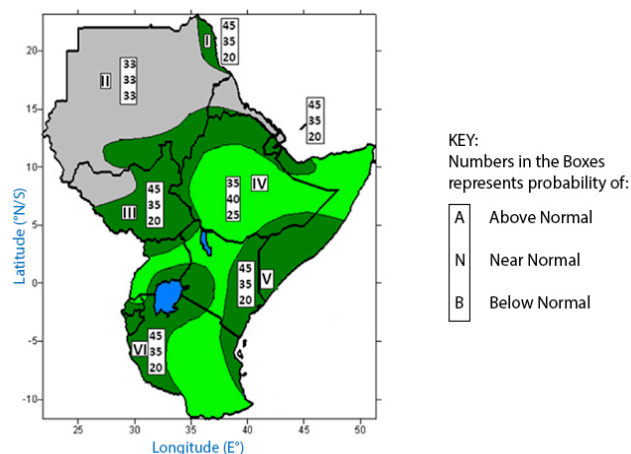 20
15
10
5
0
-5
-10
25
30
35
40
45
50
Latitude (°N/S)
Longitude (E°)
I
45
35
20
II
33
33
33
45
35
20
III
45
35
20
IV
35
40
25
V
45
35
20
VI
45
35
20
KEY:
Numbers in the Boxes
represents probability of:
A Above Normal
N Near Normal
B Below Normal